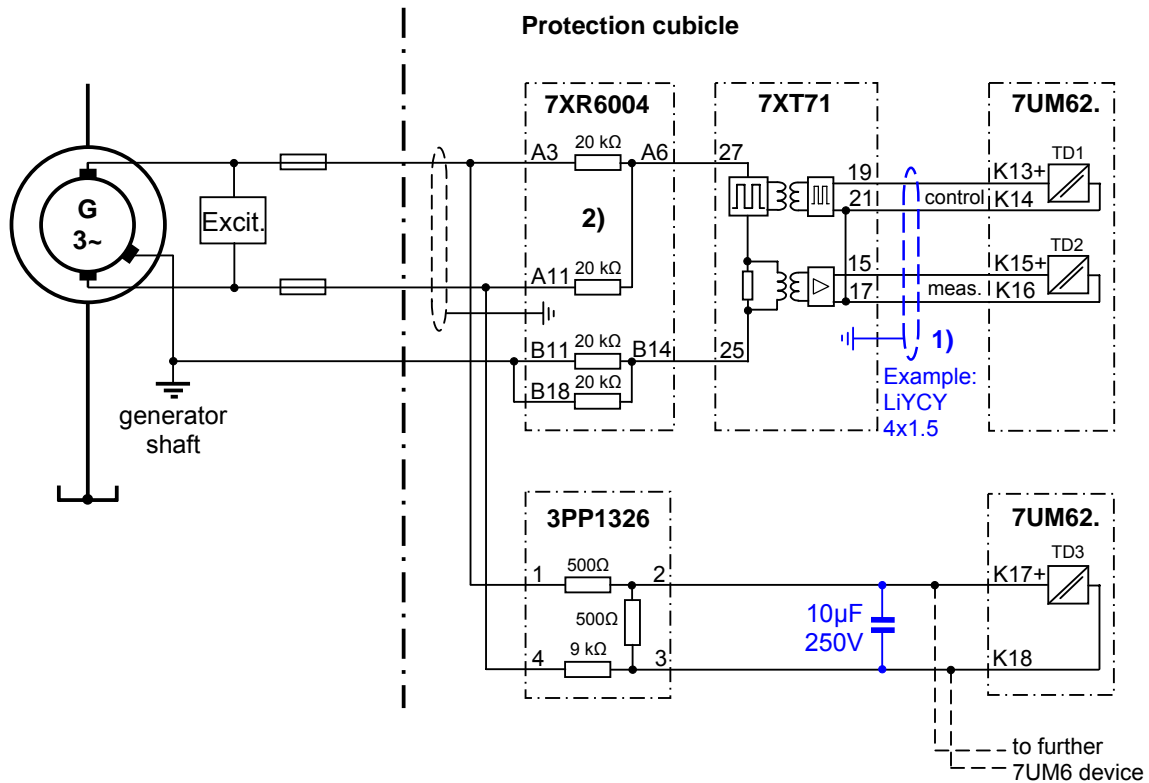 Protection cubicle
7XR6004
7XT71
7UM62.
G
3~
Excit.
A3
20 kΩ
A6
2)
A11
20 kΩ
B11
20 kΩ
B14
B18
20 kΩ
27
25
19
21
15
17
control
meas.
1)
Example:
LiYCY
4x1.5
K13+
TD1
K14
K15+
TD2
K16
generator
shaft
3PP1326
1
500Ω
2
500Ω
4
9 kΩ
3
10µF
250V
7UM62.
K17+
TD3
K18
to further
7UM6 device